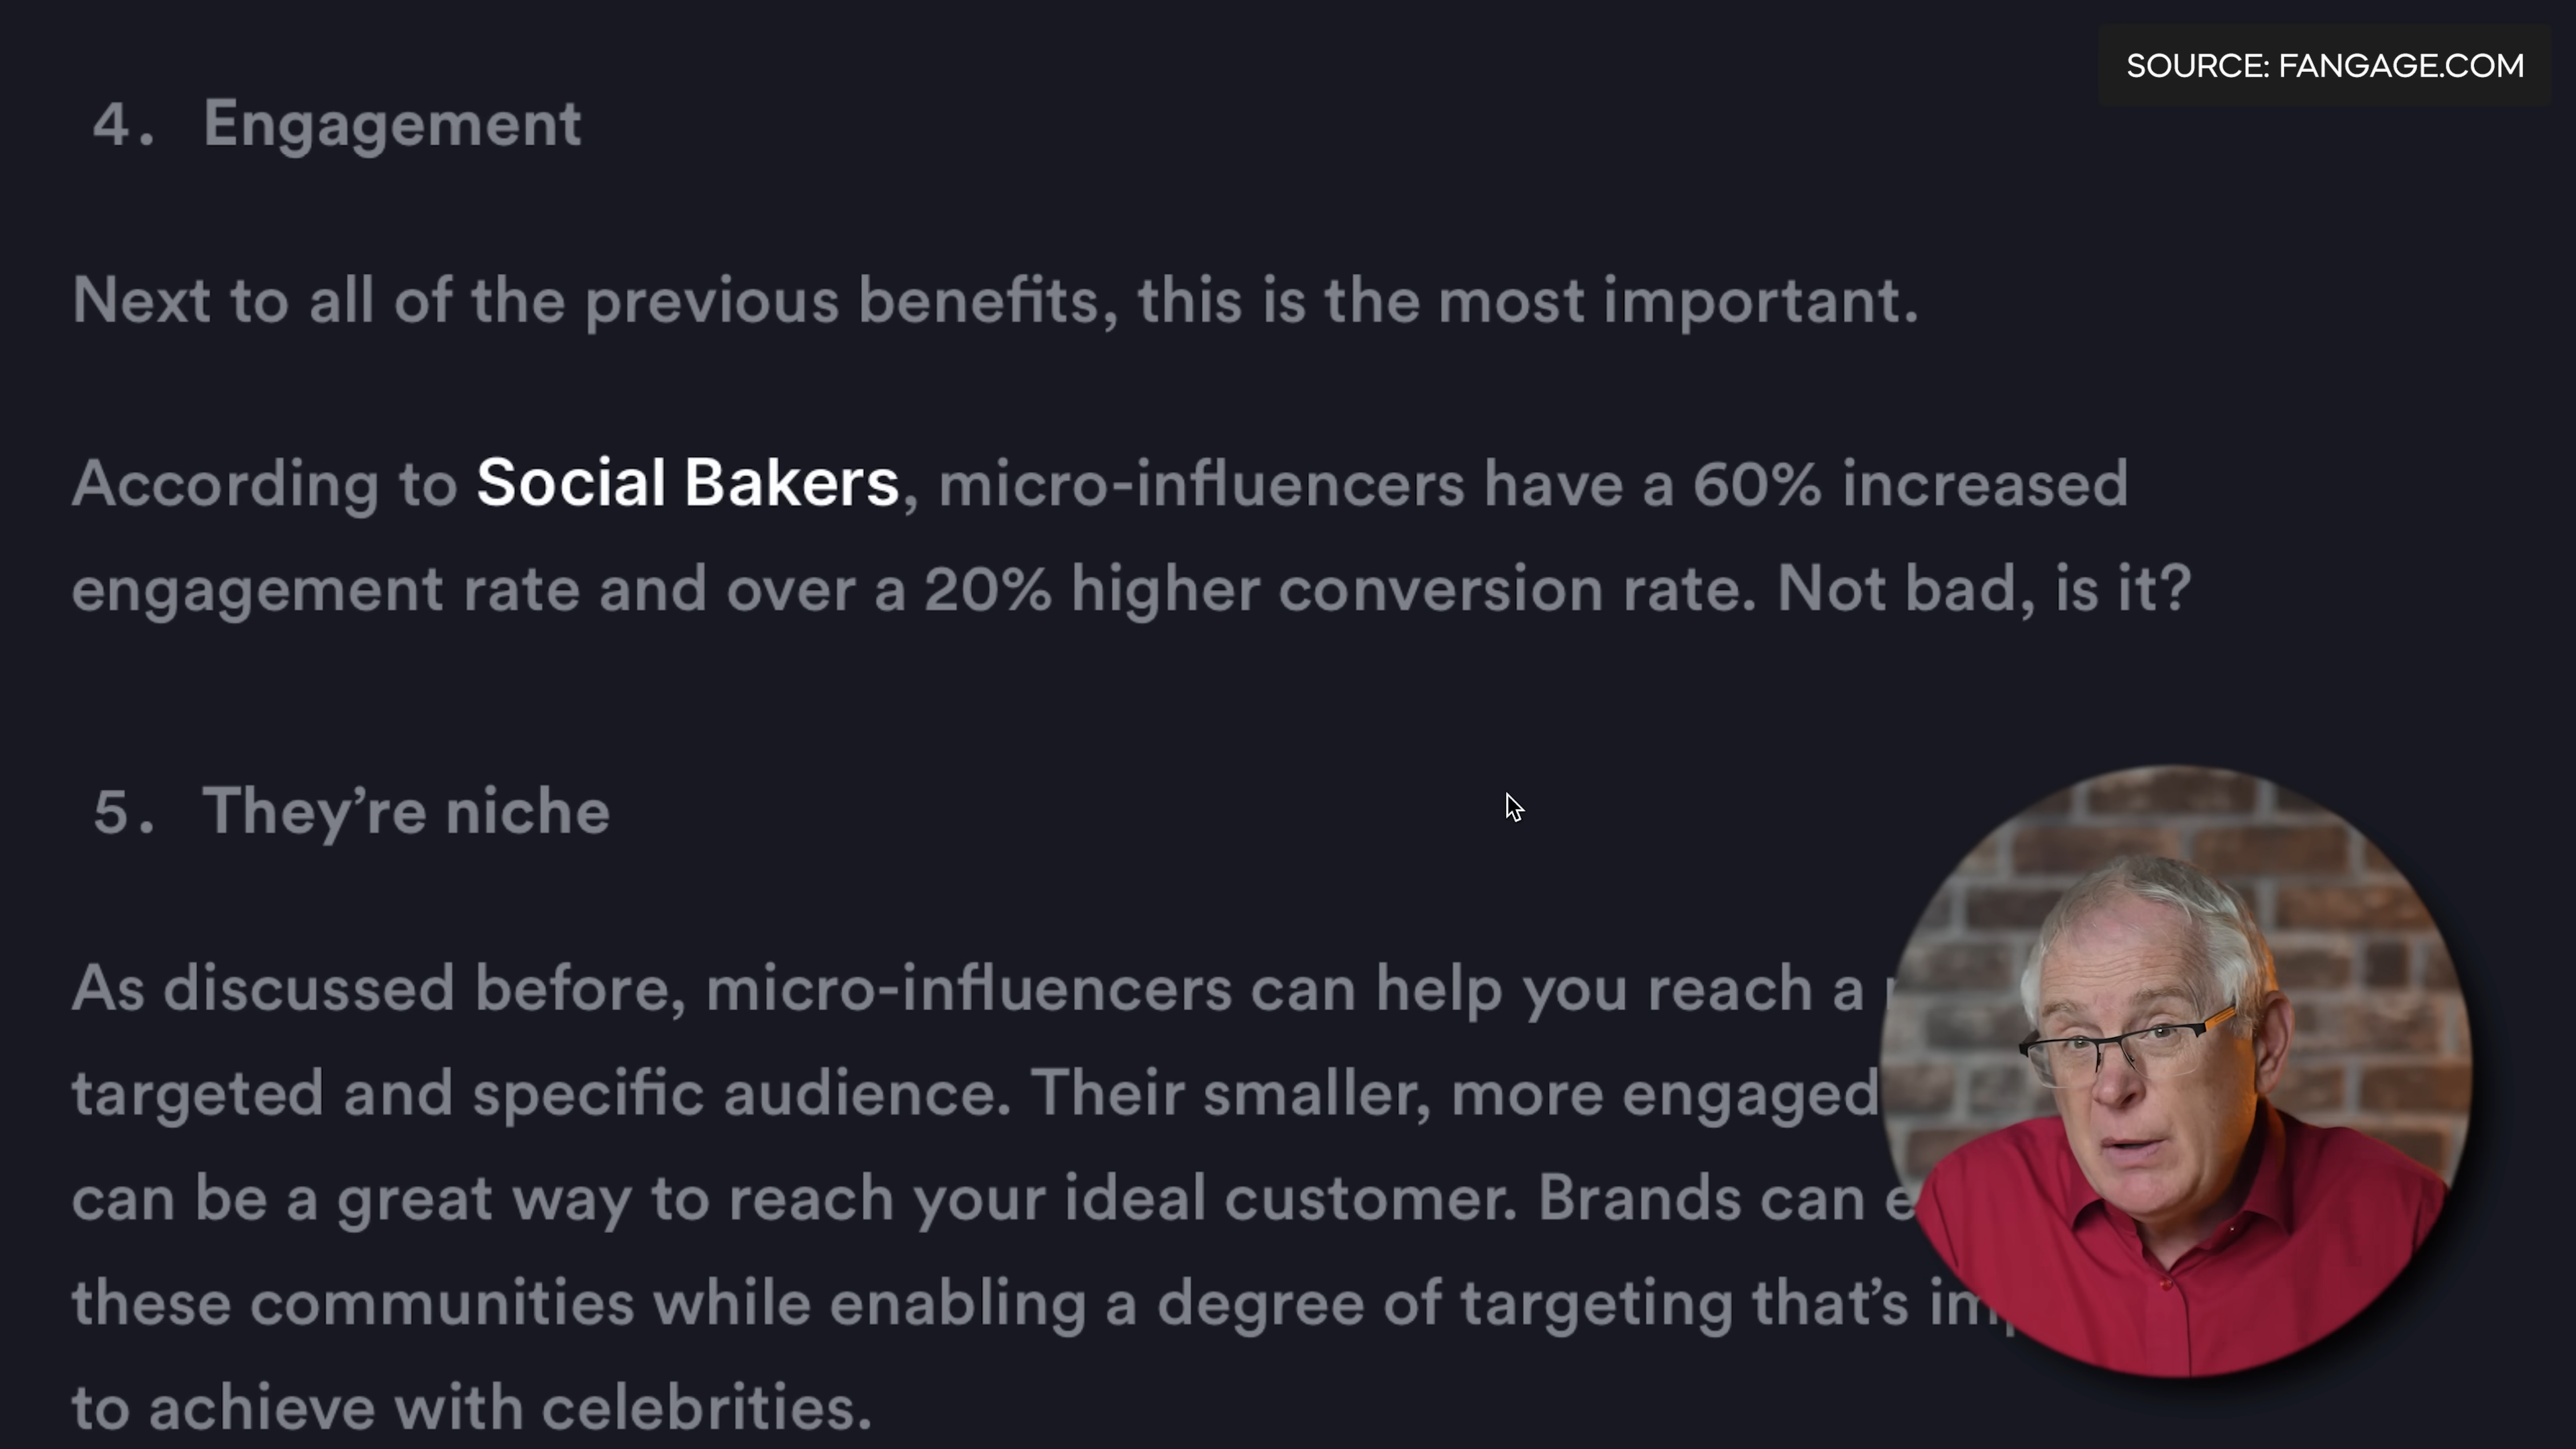 SOURCE: FANGAGE.COM
4. Engagement
Next to all of the previous benefits, this is the most important.
According to Social Bakers, micro-influencers have a 60% increased
engagement rate and over a 20% higher conversion rate. Not bad, is it?
5. They’re niche
As discussed before, micro-influencers can help you reach a
targeted and specific audience. Their smaller, more engaged
can be a great way to reach your ideal customer. Brands can
these communities while enabling a degree of targeting that’s
to achieve with celebrities.